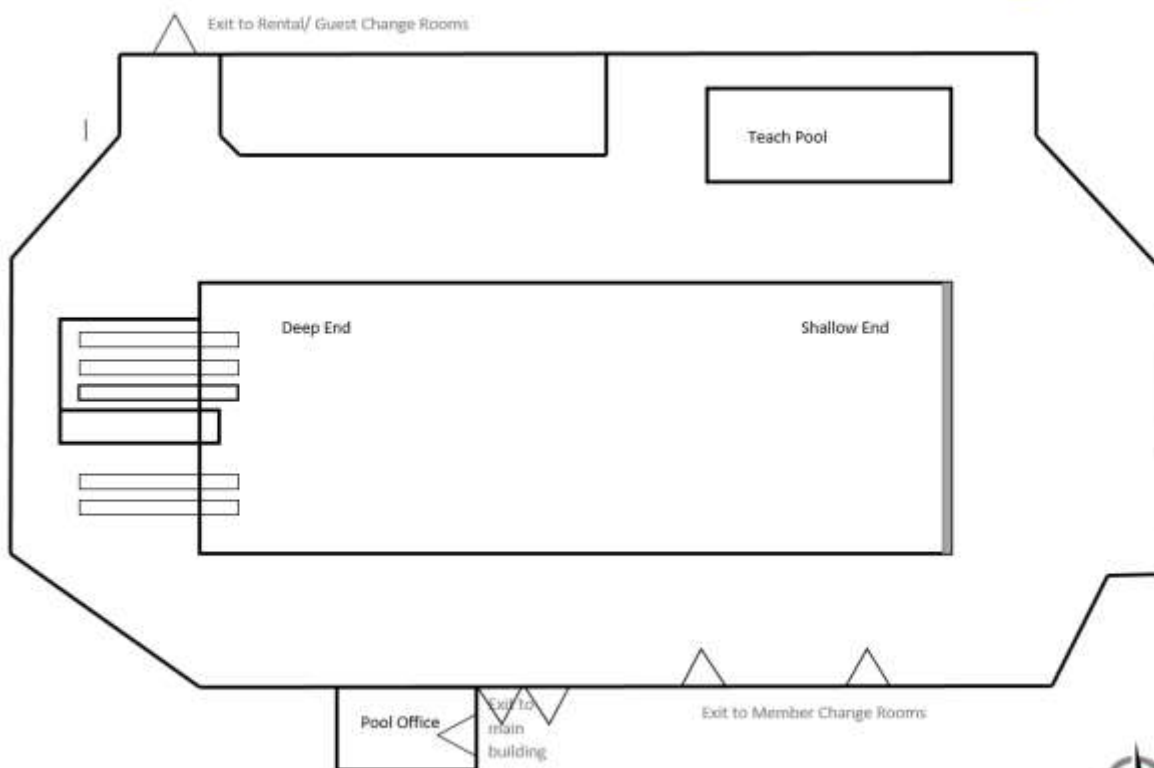 Exit to Rental/ Guest Change Rooms
Teach Pool
Deep End
Shallow End
Pool Office
Exit to
main
building
Exit to Member Change Rooms